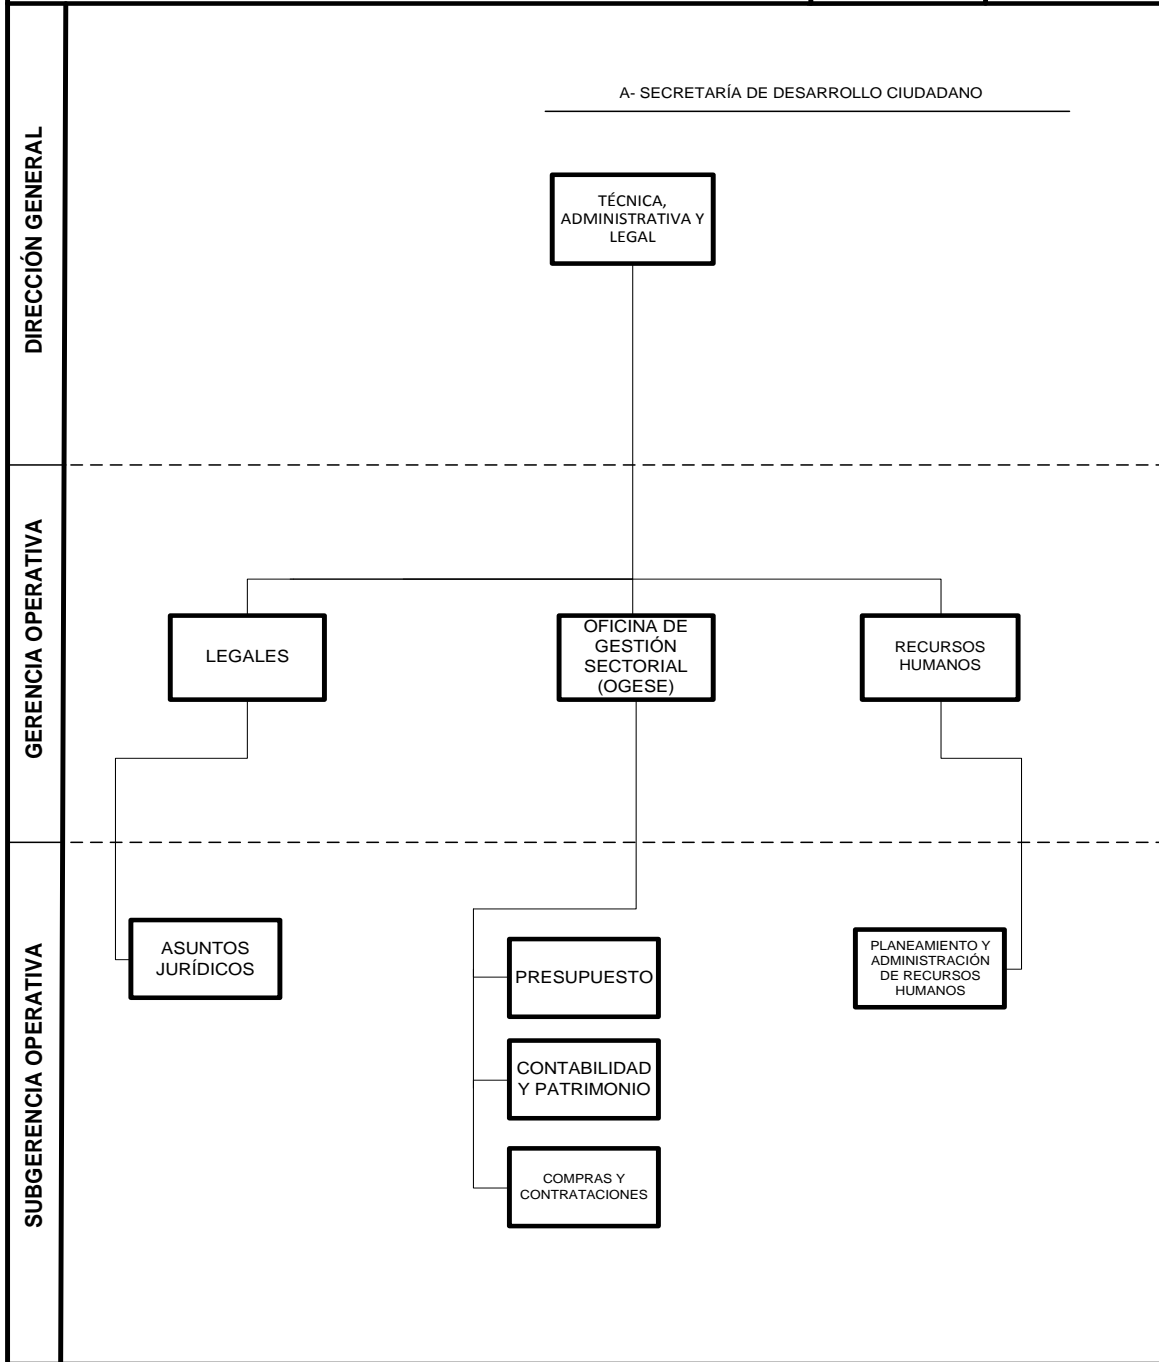 A- SECRETARÍA DE DESARROLLO CIUDADANO
DIRECCIÓN GENERAL
TÉCNICA,
ADMINISTRATIVA Y
LEGAL
GERENCIA OPERATIVA
LEGALES
OFICINA DE
GESTIÓN
SECTORIAL
(OGESE)
RECURSOS
HUMANOS
SUBGERENCIA OPERATIVA
ASUNTOS
JURÍDICOS
PRESUPUESTO
CONTABILIDAD
Y PATRIMONIO
COMPRAS Y
CONTRATACIONES
PLANEAMIENTO Y
ADMINISTRACIÓN
DE RECURSOS
HUMANOS